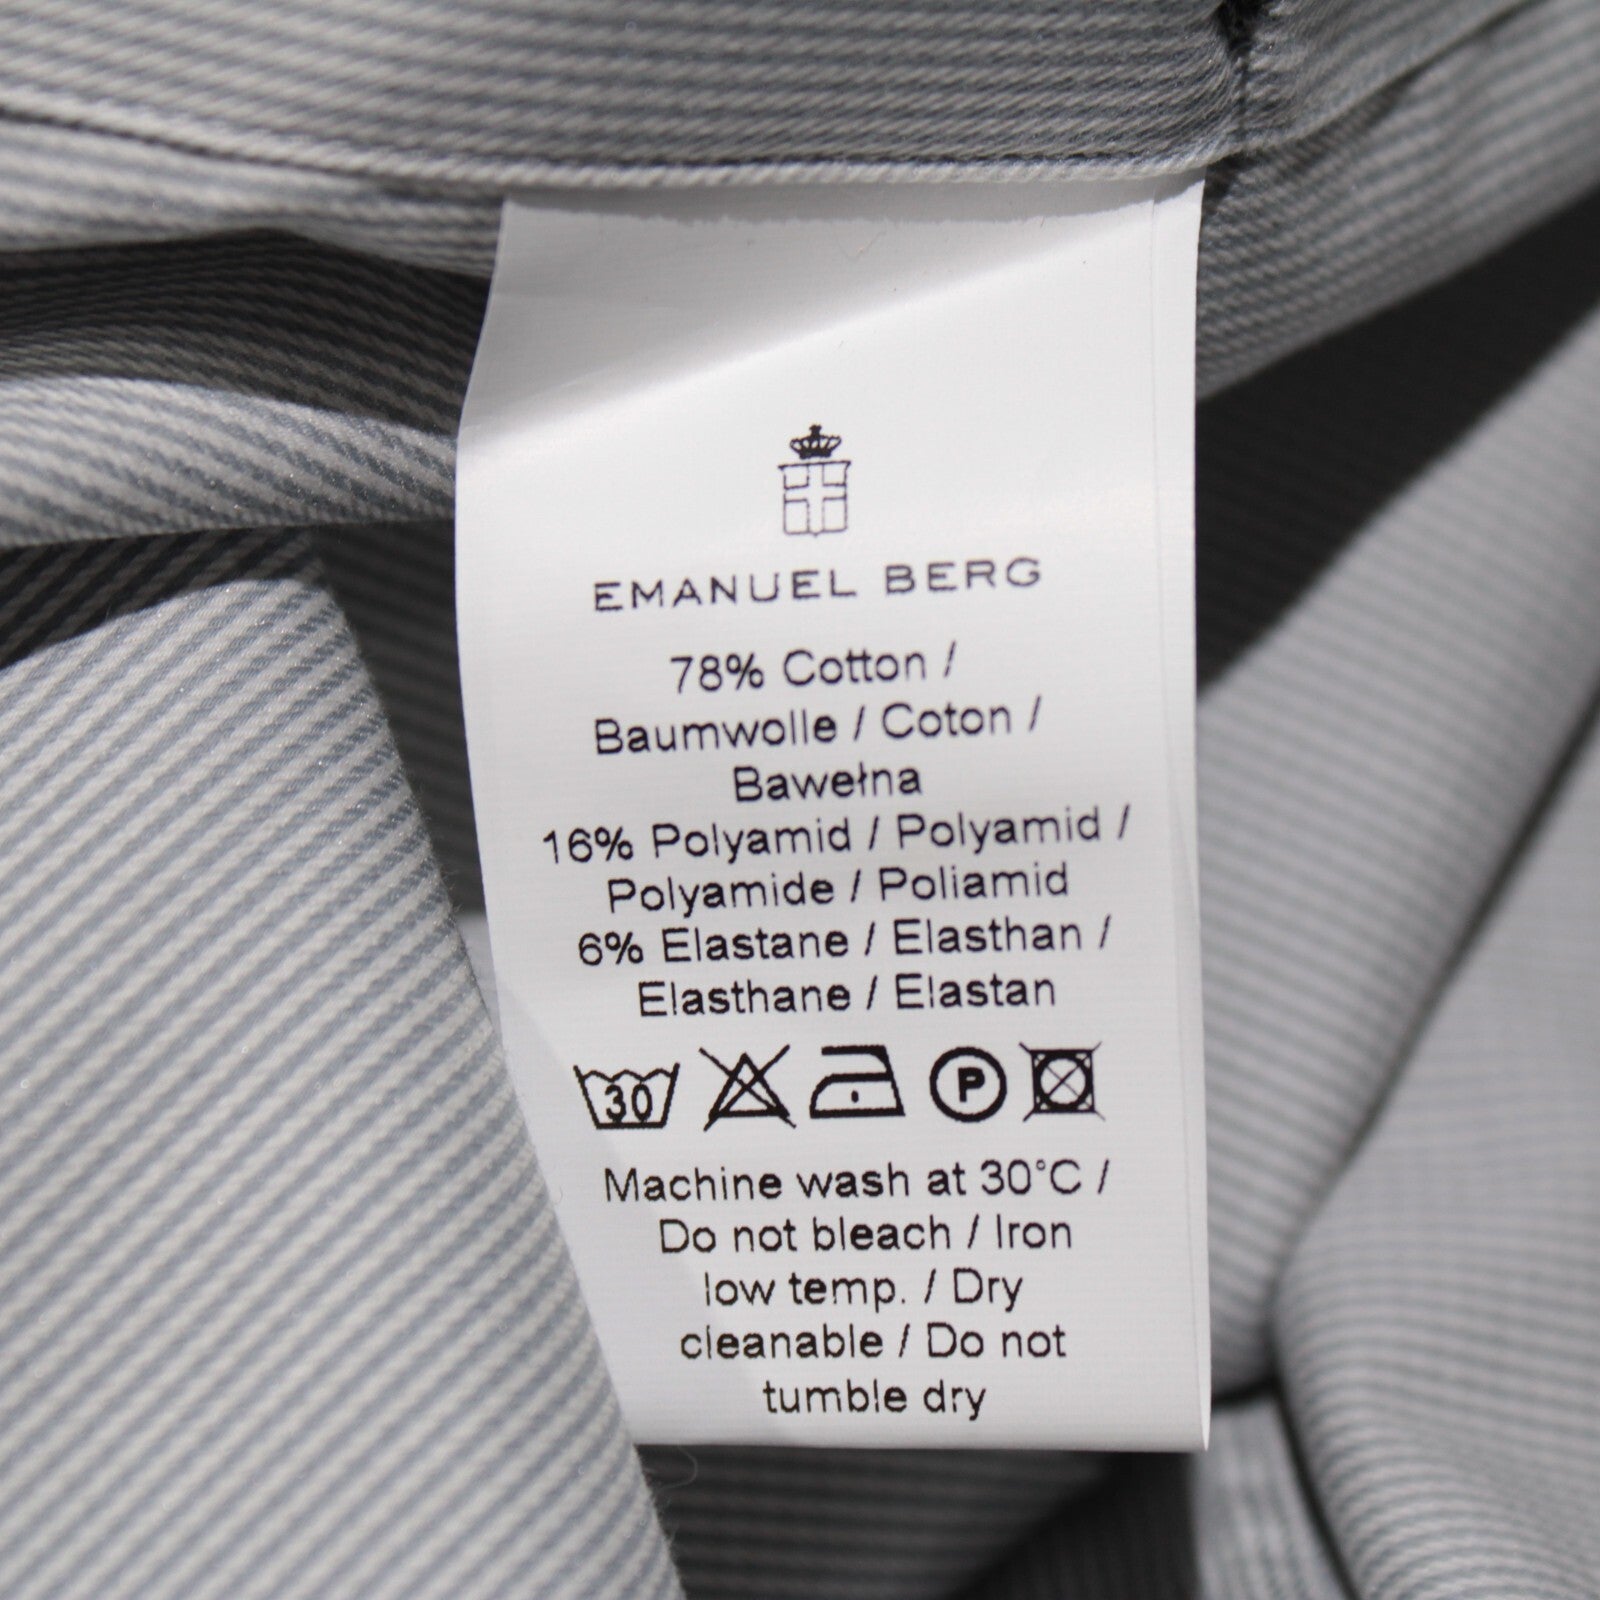 EMANUEL BERG
78% Cotton /
Baumwolle / Coton /
Bawełna
16% Polyamid / Polyamid /
Polyamide / Poliamid
6% Elastane / Elasthan /
Elasthane / Elastan
30 P
Machine wash at 30°C /
Do not bleach / Iron
low temp. / Dry
cleanable / Do not
tumble dry